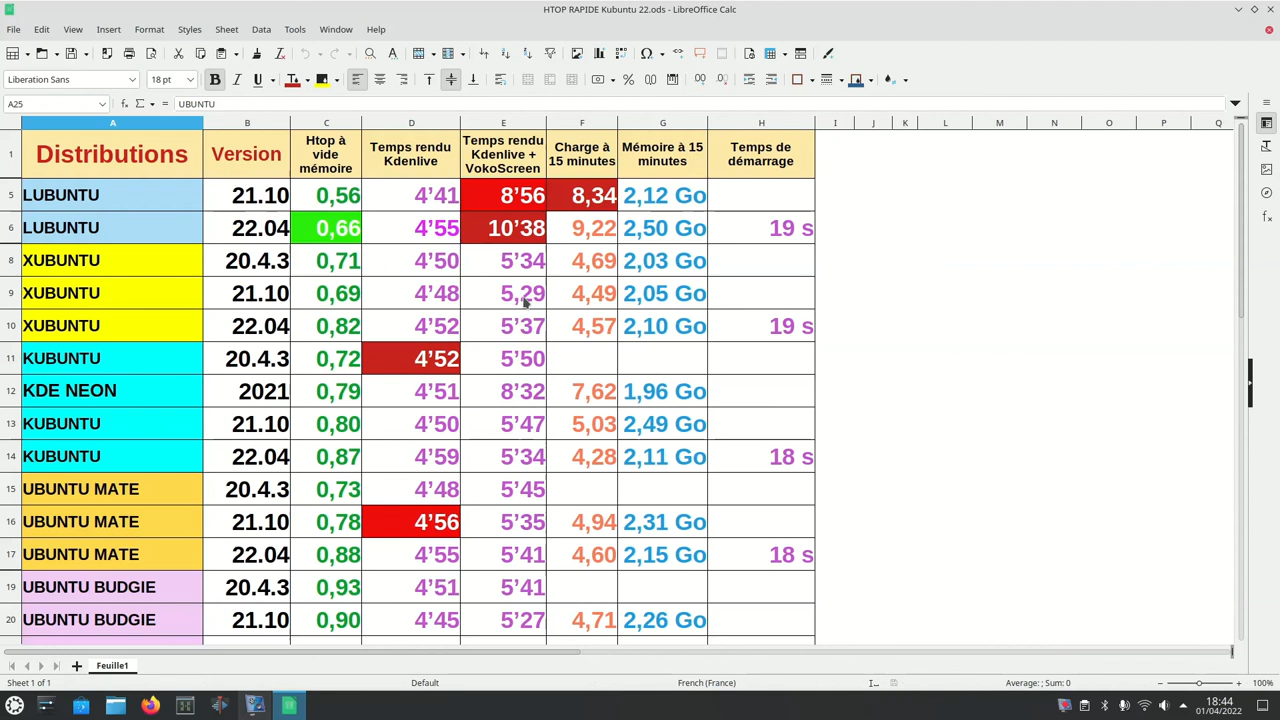 HTOP RAPIDE Kubuntu 22.ods - LibreOffice Calc
File Edit View Insert Format Styles Sheet Data Tools Window Help
Liberation Sans 18 pt
A25 UBUNTU
A B C D E F G H I J K L M N O P Q
1 Distributions Version Htop à vide mémoire Temps rendu Kdenlive Temps rendu Kdenlive + VokoScreen Charge à 15 minutes Mémoire à 15 minutes Temps de démarrage
5 LUBUNTU 21.10 0,56 4’41 8’56 8,34 2,12 Go
6 LUBUNTU 22.04 0,66 4’55 10’38 9,22 2,50 Go 19 s
8 XUBUNTU 20.4.3 0,71 4’50 5’34 4,69 2,03 Go
9 XUBUNTU 21.10 0,69 4’48 5,29 4,49 2,05 Go
10 XUBUNTU 22.04 0,82 4’52 5’37 4,57 2,10 Go 19 s
11 KUBUNTU 20.4.3 0,72 4’52 5’50
12 KDE NEON 2021 0,79 4’51 8’32 7,62 1,96 Go
13 KUBUNTU 21.10 0,80 4’50 5’47 5,03 2,49 Go
14 KUBUNTU 22.04 0,87 4’59 5’34 4,28 2,11 Go 18 s
15 UBUNTU MATE 20.4.3 0,73 4’48 5’45
16 UBUNTU MATE 21.10 0,78 4’56 5’35 4,94 2,31 Go
17 UBUNTU MATE 22.04 0,88 4’55 5’41 4,60 2,15 Go 18 s
19 UBUNTU BUDGIE 20.4.3 0,93 4’51 5’41
20 UBUNTU BUDGIE 21.10 0,90 4’45 5’27 4,71 2,26 Go
Feuille1
Sheet 1 of 1 Default French (France) Average: ; Sum: 0 100%
18:44
01/04/2022